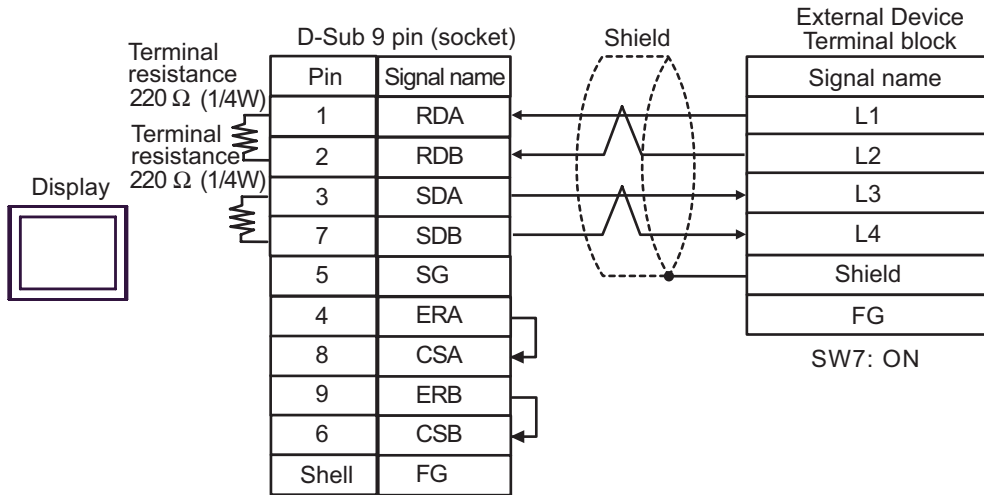 External Device
Terminal block
D-Sub 9 pin (socket)
Shield
Terminal
resistance
220 Ω (1/4W)
Terminal
resistance
220 Ω (1/4W)
Display
Pin Signal name
1 RDA
2 RDB
3 SDA
7 SDB
5 SG
4 ERA
8 CSA
9 ERB
6 CSB
Shell FG
Signal name
L1
L2
L3
L4
Shield
FG
SW7: ON